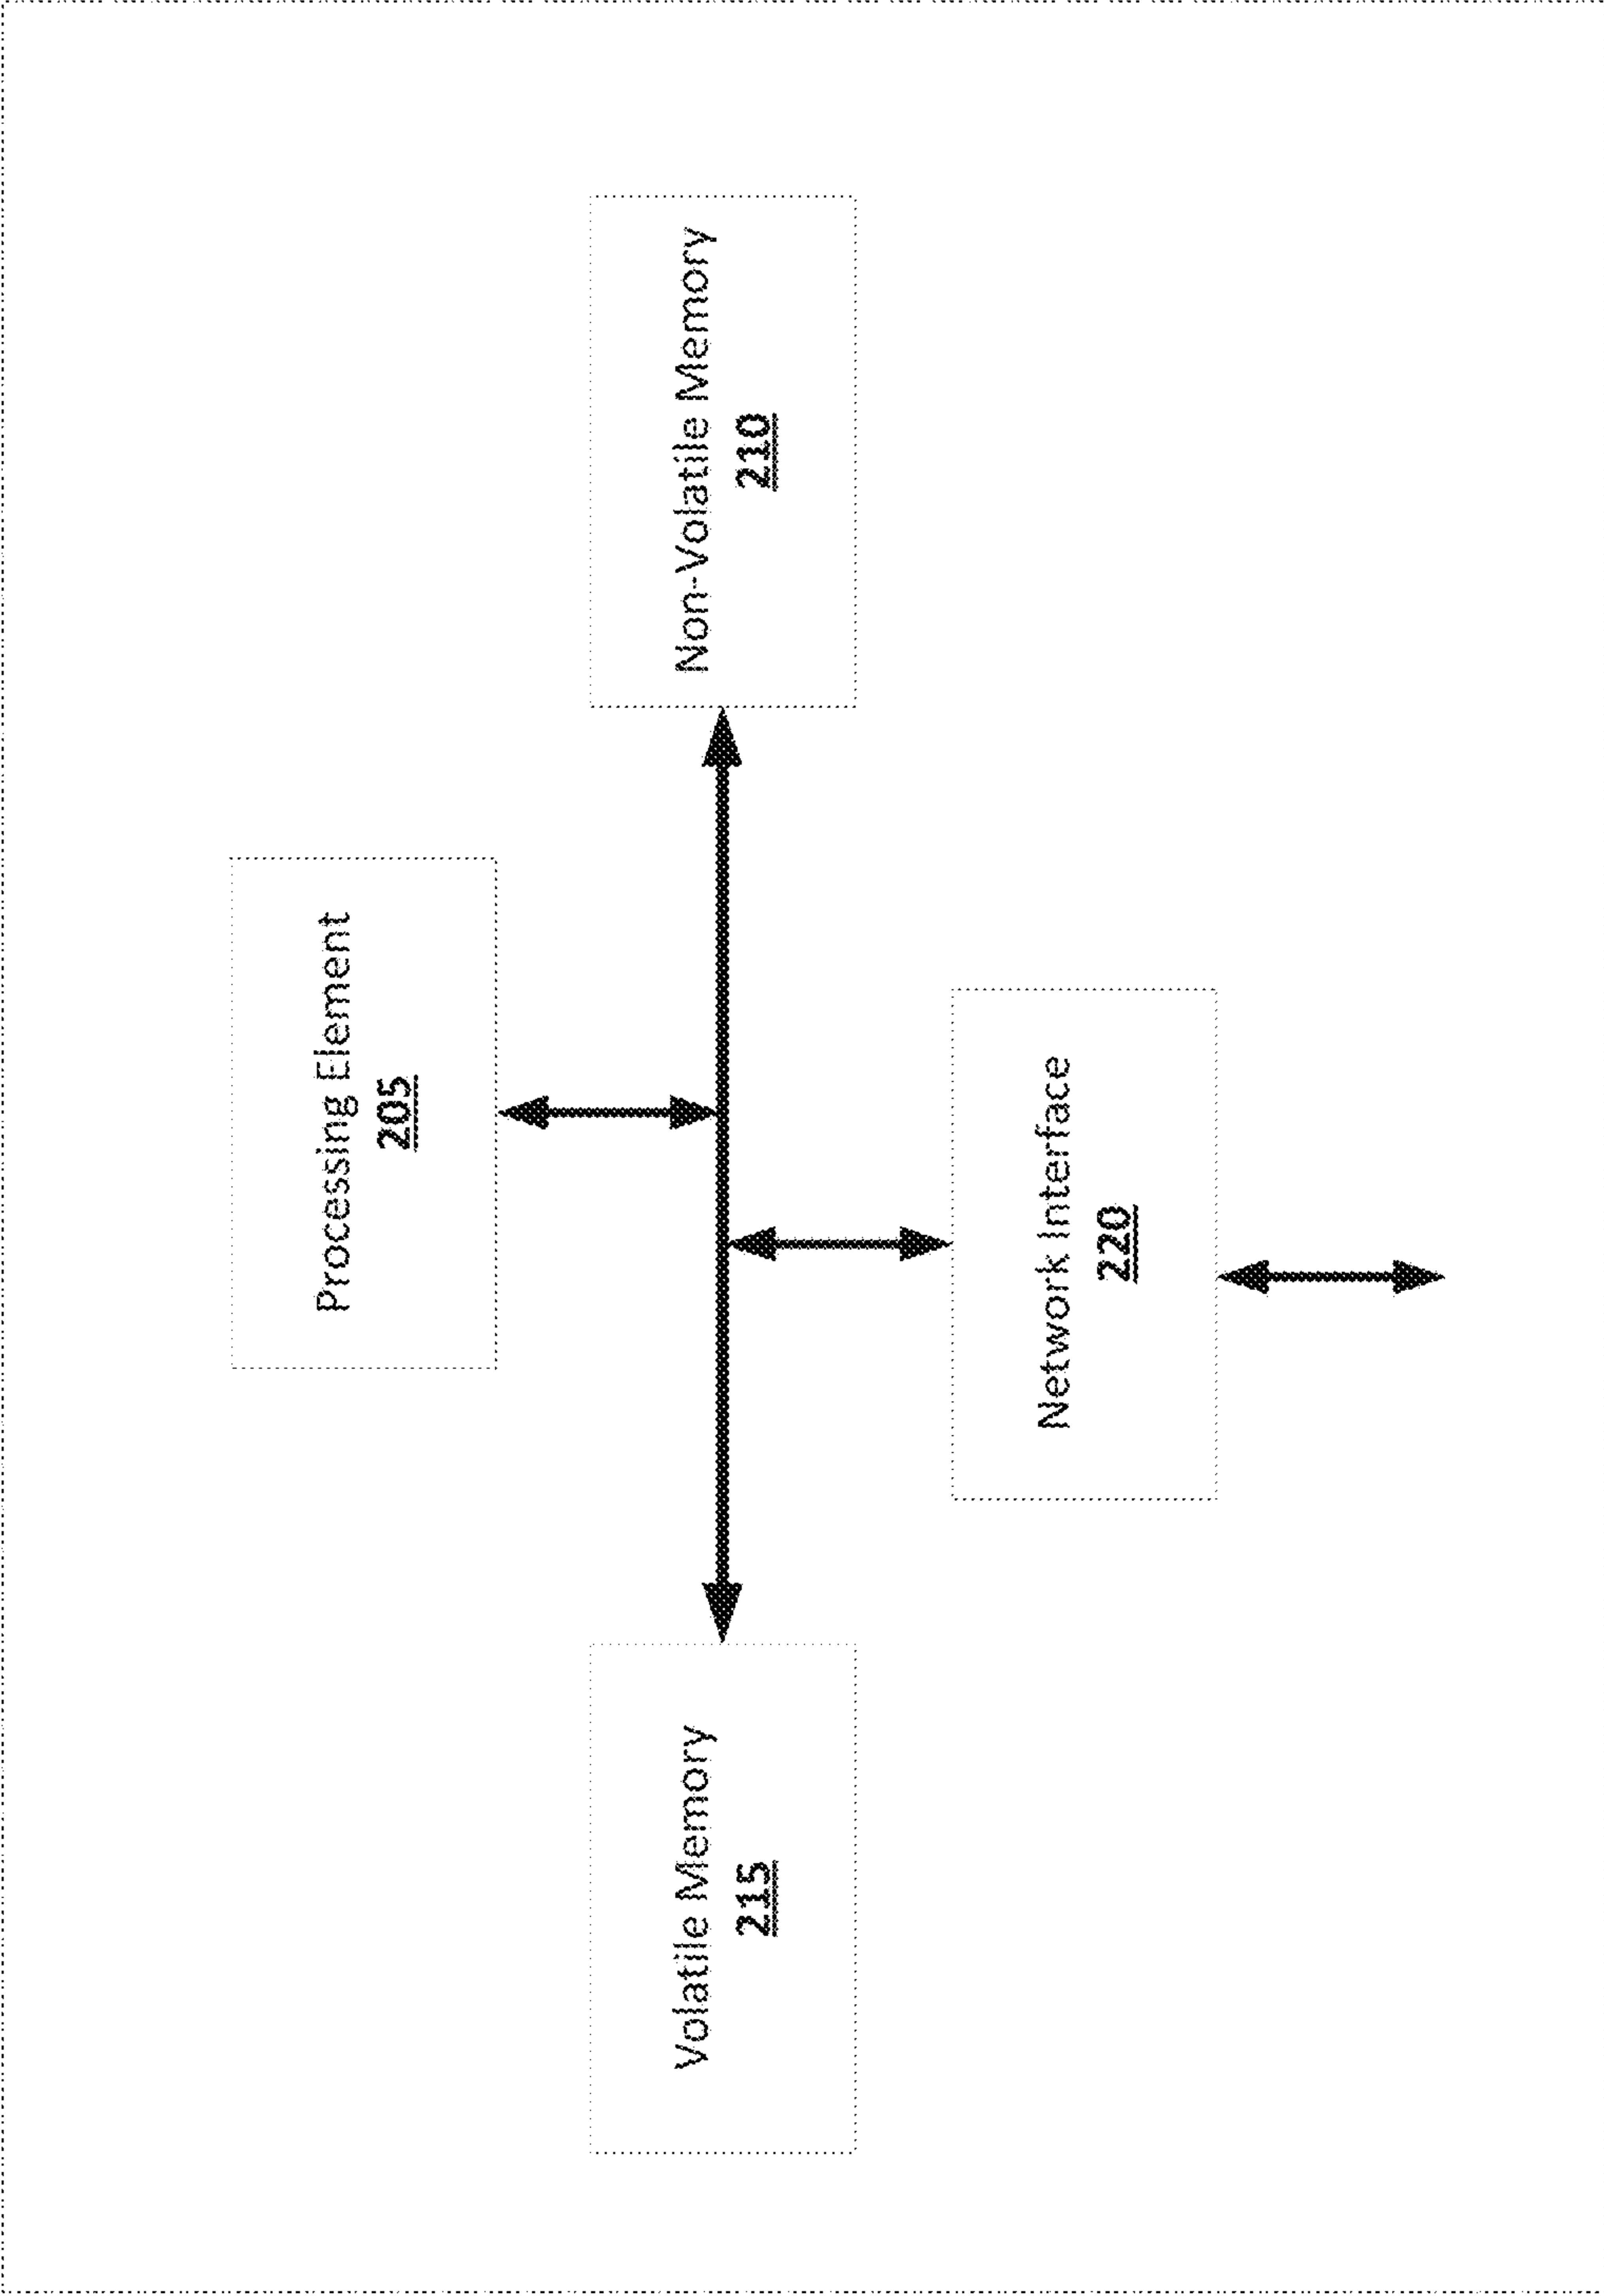 Processing Element
205
Volatile Memory
215
Non-Volatile Memory
210
Network Interface
220